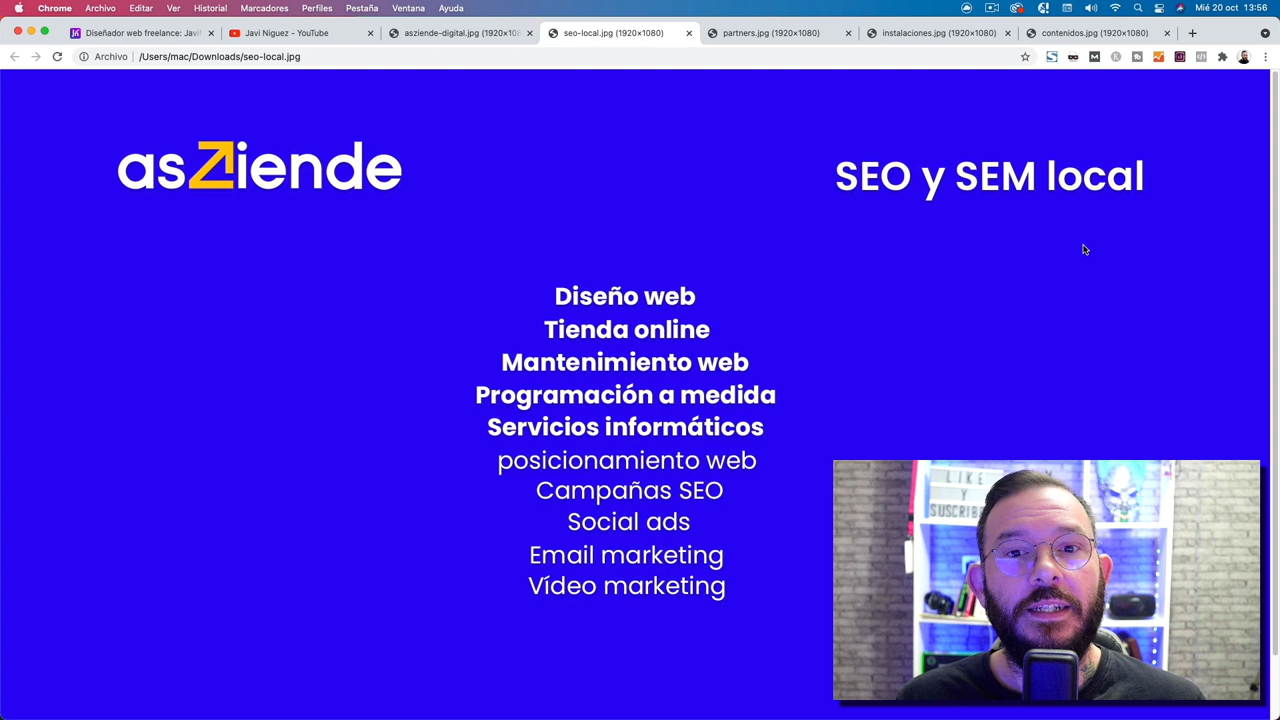 Chrome Archivo Editar Ver Historial Marcadores Perfiles Pestaña Ventana Ayuda Mié 20 oct 13:56
Diseñador web freelance: Javi Javi Niguez - YouTube asziende-digital.jpg (1920×108 seo-local.jpg (1920×1080) partners.jpg (1920×1080) instalaciones.jpg (1920×1080) contenidos.jpg (1920×1080)
Archivo /Users/mac/Downloads/seo-local.jpg
asziende
SEO y SEM local
Diseño web
Tienda online
Mantenimiento web
Programación a medida
Servicios informáticos
posicionamiento web
Campañas SEO
Social ads
Email marketing
Vídeo marketing
LIKE
Y